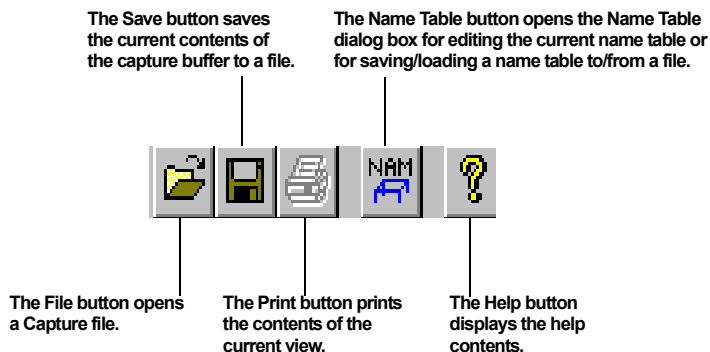 The Save button saves
the current contents of
the capture buffer to a file.
The Name Table button opens the Name Table
dialog box for editing the current name table or
for saving/loading a name table to/from a file.
NAM
The File button opens
a Capture file.
The Print button prints
the contents of the
current view.
The Help button
displays the help
contents.